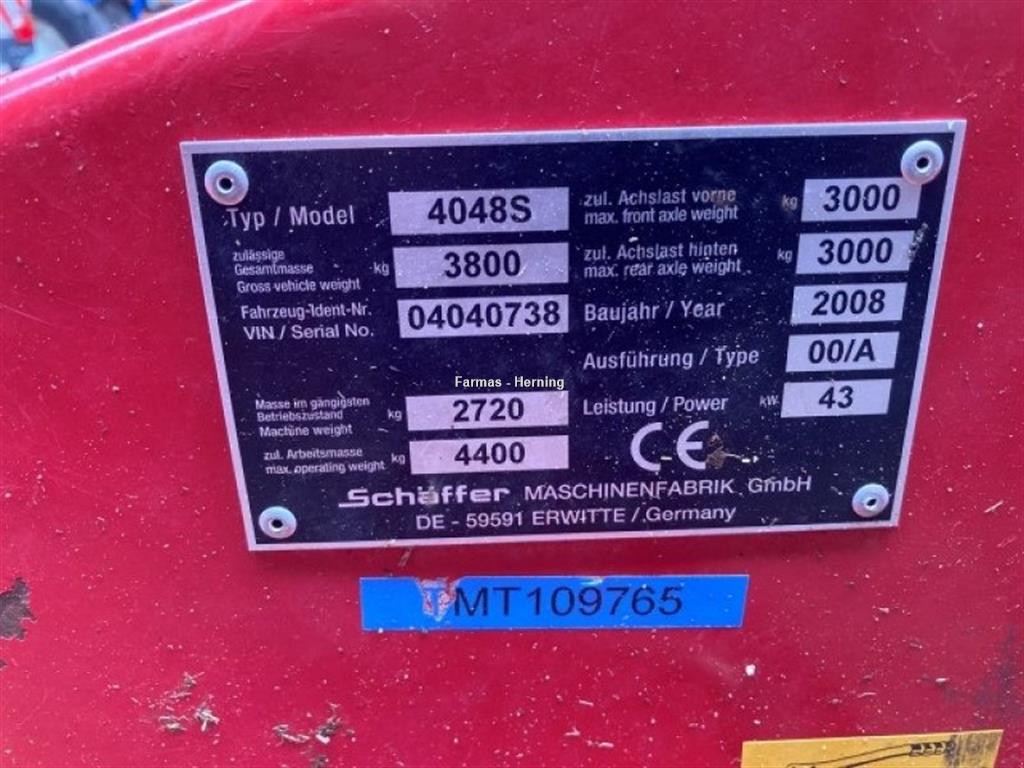 Typ / Model 4048S
zulässige
Gesamtmasse kg 3800
Gross vehicle weight
Fahrzeug-Ident-Nr. 04040738
VIN / Serial No.
Masse im gängigsten
Betriebszustand kg 2720
Machine weight
zul. Arbeitsmasse kg 4400
max. operating weight
zul. Achslast vorne kg 3000
max. front axle weight
zul. Achslast hinten kg 3000
max. rear axle weight
Baujahr / Year 2008
Ausführung / Type 00/A
Leistung / Power kW 43
CE
Farmas - Herning
Schäffer MASCHINENFABRIK GmbH
DE - 59591 ERWITTE / Germany
TMT109765